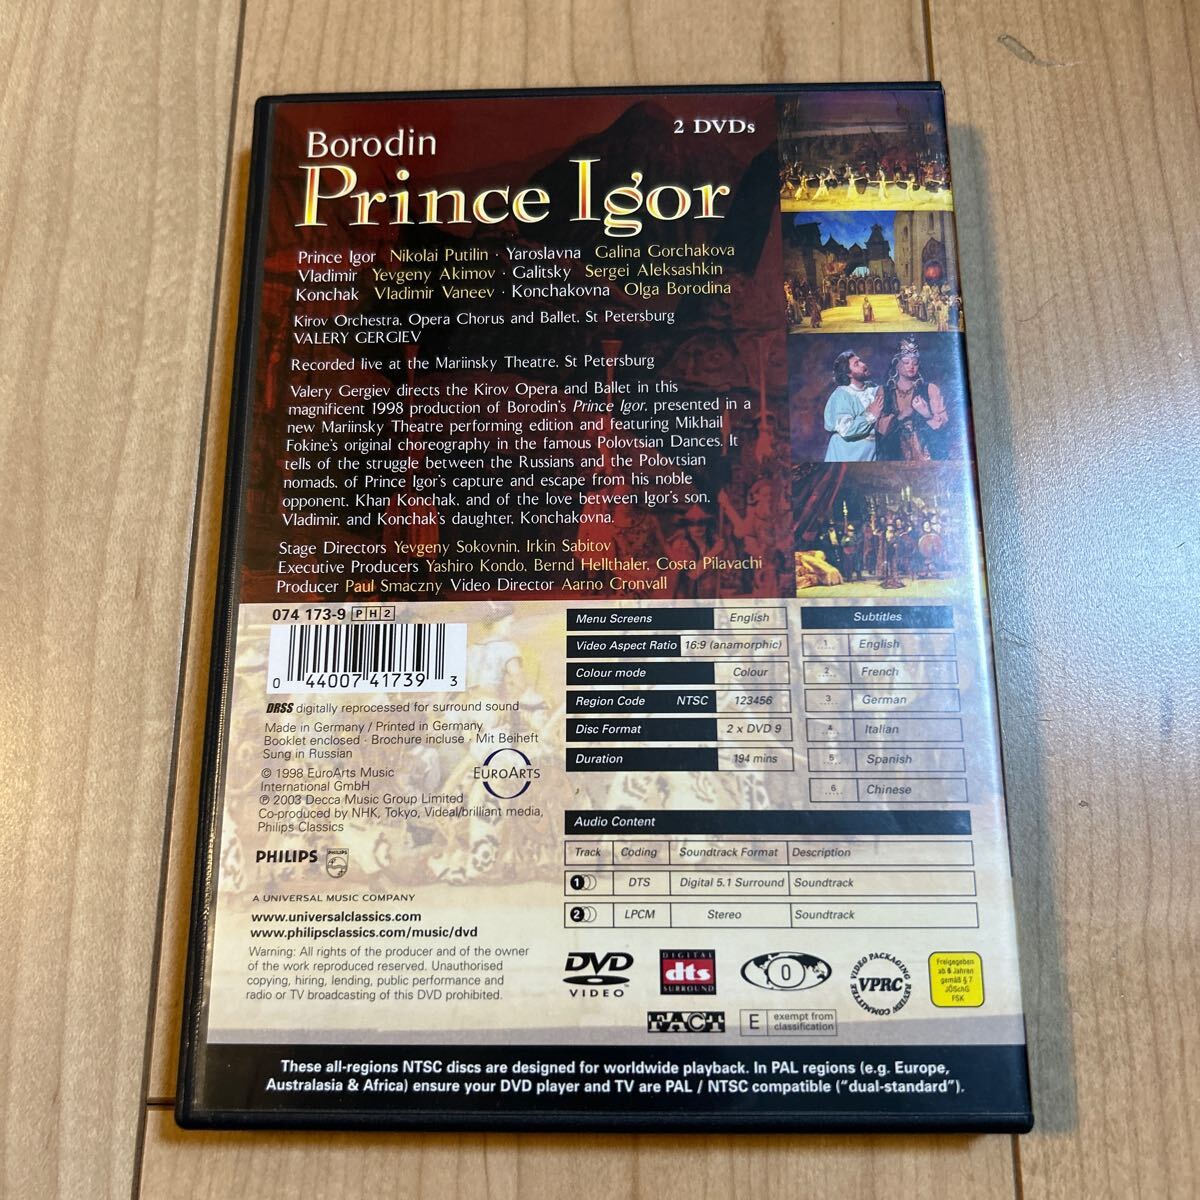 Borodin
2 DVDs
Prince Igor
Prince Igor Nikolai Putilin · Yaroslavna Galina Gorchakova
Vladimir Yevgeny Akimov · Galitsky Sergei Aleksashkin
Konchak Vladimir Vaneev · Konchakovna Olga Borodina
Kirov Orchestra, Opera Chorus and Ballet, St Petersburg
VALERY GERGIEV
Recorded live at the Mariinsky Theatre, St Petersburg
Valery Gergiev directs the Kirov Opera and Ballet in this
magnificent 1998 production of Borodin's Prince Igor, presented in a
new Mariinsky Theatre performing edition and featuring Mikhail
Fokine's original choreography in the famous Polovtsian Dances. It
tells of the struggle between the Russians and the Polovtsian
nomads, of Prince Igor's capture and escape from his noble
opponent, Khan Konchak, and of the love between Igor's son,
Vladimir, and Konchak's daughter, Konchakovna.
Stage Directors Yevgeny Sokovnin, Irkin Sabitov
Executive Producers Yashiro Kondo, Bernd Hellthaler, Costa Pilavachi
Producer Paul Smaczny Video Director Aarno Cronvall
074 173-9 PH2
0 44007 41739 3
DRSS digitally reprocessed for surround sound
Made in Germany / Printed in Germany
Booklet enclosed · Brochure incluse · Mit Beiheft
Sung in Russian
© 1998 EuroArts Music
International GmbH
℗ 2003 Decca Music Group Limited
Co-produced by NHK, Tokyo, Videal/brilliant media,
Philips Classics
EUROARTS
PHILIPS
PHILIPS
A UNIVERSAL MUSIC COMPANY
www.universalclassics.com
www.philipsclassics.com/music/dvd
Warning: All rights of the producer and of the owner
of the work reproduced reserved. Unauthorised
copying, hiring, lending, public performance and
radio or TV broadcasting of this DVD prohibited.
Menu Screens English
Video Aspect Ratio 16:9 (anamorphic)
Colour mode Colour
Region Code NTSC 123456
Disc Format 2 x DVD 9
Duration 194 mins
Subtitles
1 English
2 French
3 German
4 Italian
5 Spanish
6 Chinese
Audio Content
Track Coding Soundtrack Format Description
1 DTS Digital 5.1 Surround Soundtrack
2 LPCM Stereo Soundtrack
DVD
VIDEO
DIGITAL
dts
SURROUND
0
VIDEO PACKAGING REVIEW COMMITTEE
VPRC
Freigegeben
ab 6 Jahren
gemäß § 7
JÖSchG
FSK
FACT
E exempt from
classification
These all-regions NTSC discs are designed for worldwide playback. In PAL regions (e.g. Europe,
Australasia & Africa) ensure your DVD player and TV are PAL / NTSC compatible (“dual-standard”).